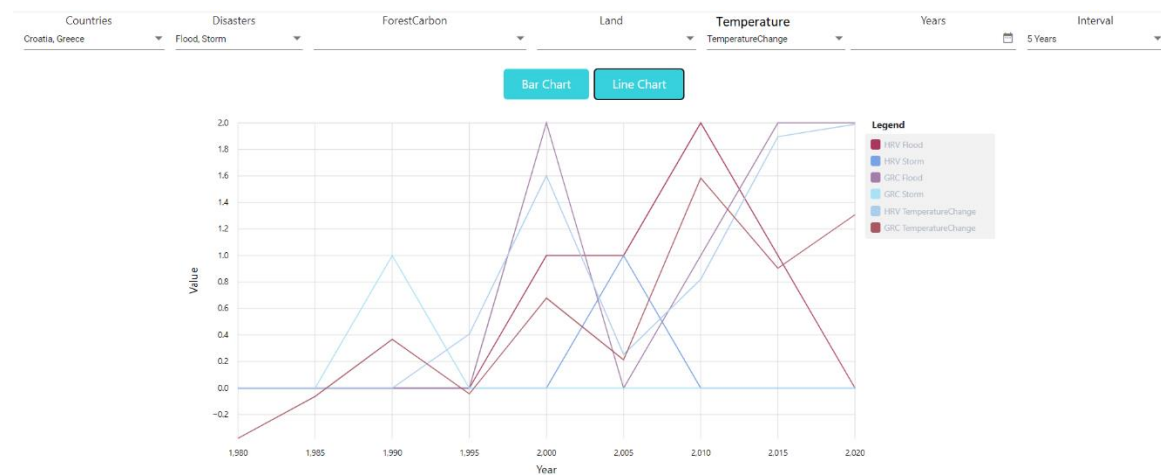 Countries Disasters ForestCarbon Land Temperature Years Interval
Croatia, Greece Flood, Storm TemperatureChange 5 Years
Bar Chart Line Chart
Legend
HRV Flood
HRV Storm
GRC Flood
GRC Storm
HRV TemperatureChange
GRC TemperatureChange
2.0
1.8
1.6
1.4
1.2
1.0
0.8
0.6
0.4
0.2
0.0
−0.2
Value
1,980 1,985 1,990 1,995 2,000 2,005 2,010 2,015 2,020
Year